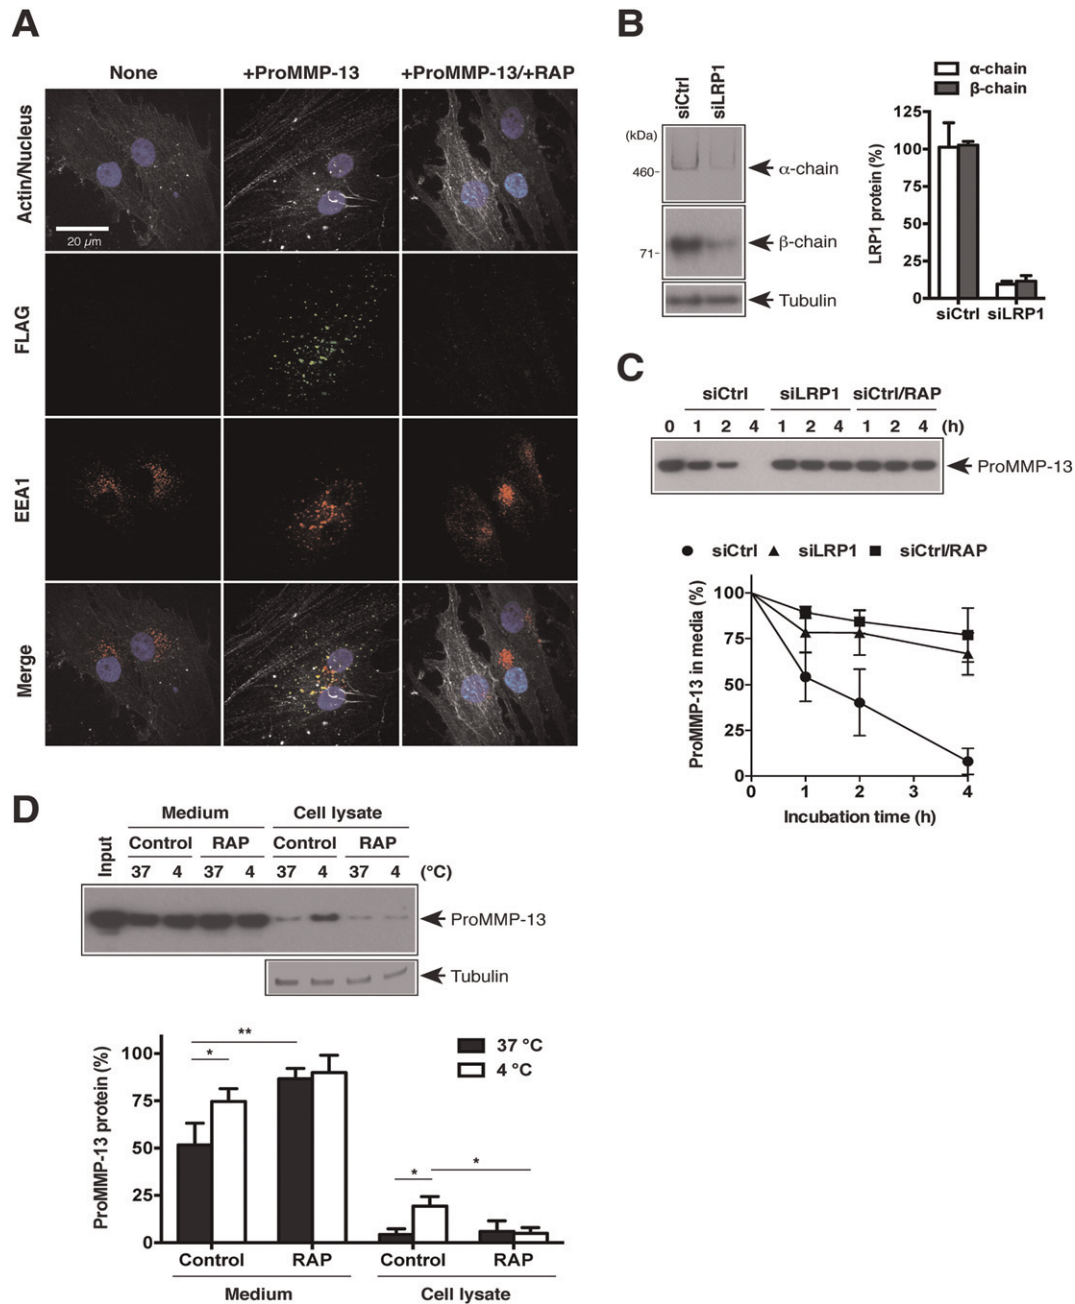 A
None +ProMMP-13 +ProMMP-13/+RAP
Actin/Nucleus
20 µm
FLAG
EEA1
Merge
B
siCtrl siLRP1
(kDa)
460-
α-chain
71-
β-chain
Tubulin
α-chain
β-chain
LRP1 protein (%)
125
100
75
50
25
0
siCtrl siLRP1
C
siCtrl siLRP1 siCtrl/RAP
0 1 2 4 1 2 4 1 2 4 (h)
ProMMP-13
siCtrl siLRP1 siCtrl/RAP
ProMMP-13 in media (%)
100
75
50
25
0
0 1 2 3 4
Incubation time (h)
D
Medium Cell lysate
Input Control RAP Control RAP
37 4 37 4 37 4 37 4 (°C)
ProMMP-13
Tubulin
ProMMP-13 protein (%)
37 °C
4 °C
** * * *
100
75
50
25
0
Control RAP Control RAP
Medium Cell lysate